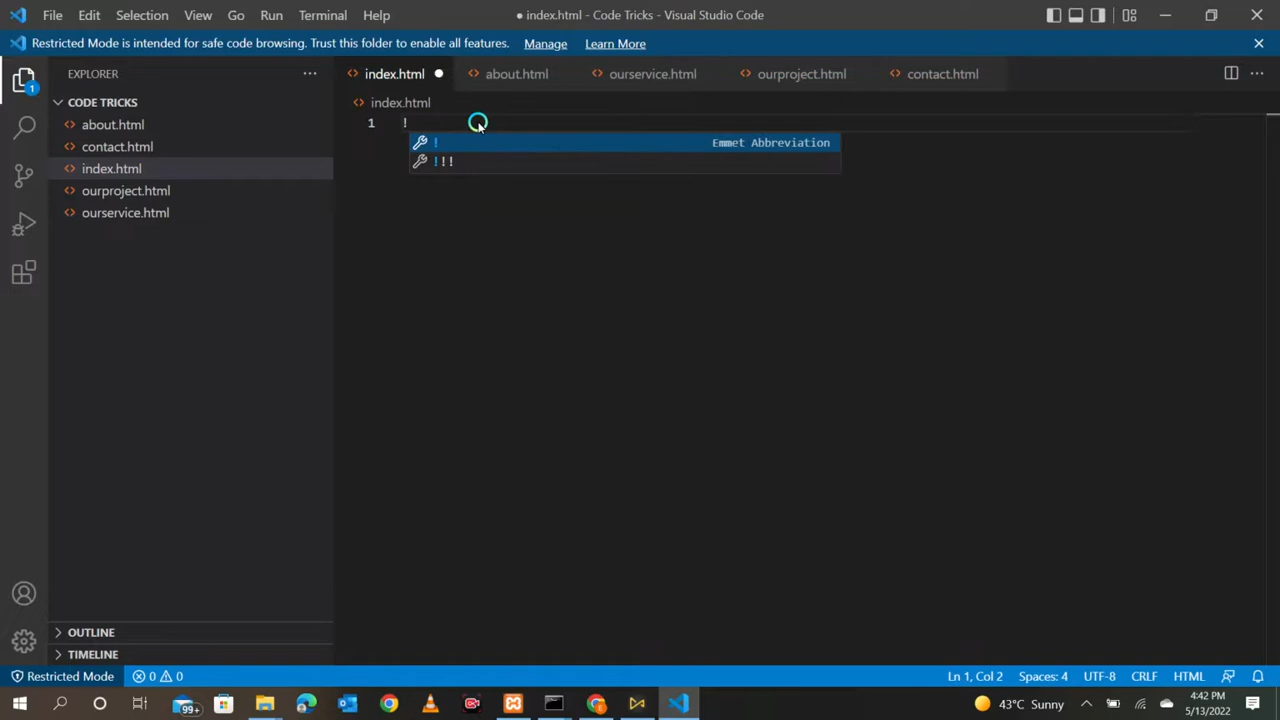 File Edit Selection View Go Run Terminal Help
● index.html - Code Tricks - Visual Studio Code
Restricted Mode is intended for safe code browsing. Trust this folder to enable all features. Manage Learn More
EXPLORER
index.html about.html ourservice.html ourproject.html contact.html
CODE TRICKS
index.html
about.html
1 !
contact.html
! Emmet Abbreviation
!!!
index.html
ourproject.html
ourservice.html
1
OUTLINE
TIMELINE
Restricted Mode 0 0 Ln 1, Col 2 Spaces: 4 UTF-8 CRLF HTML
99+
43°C Sunny
4:42 PM
5/13/2022